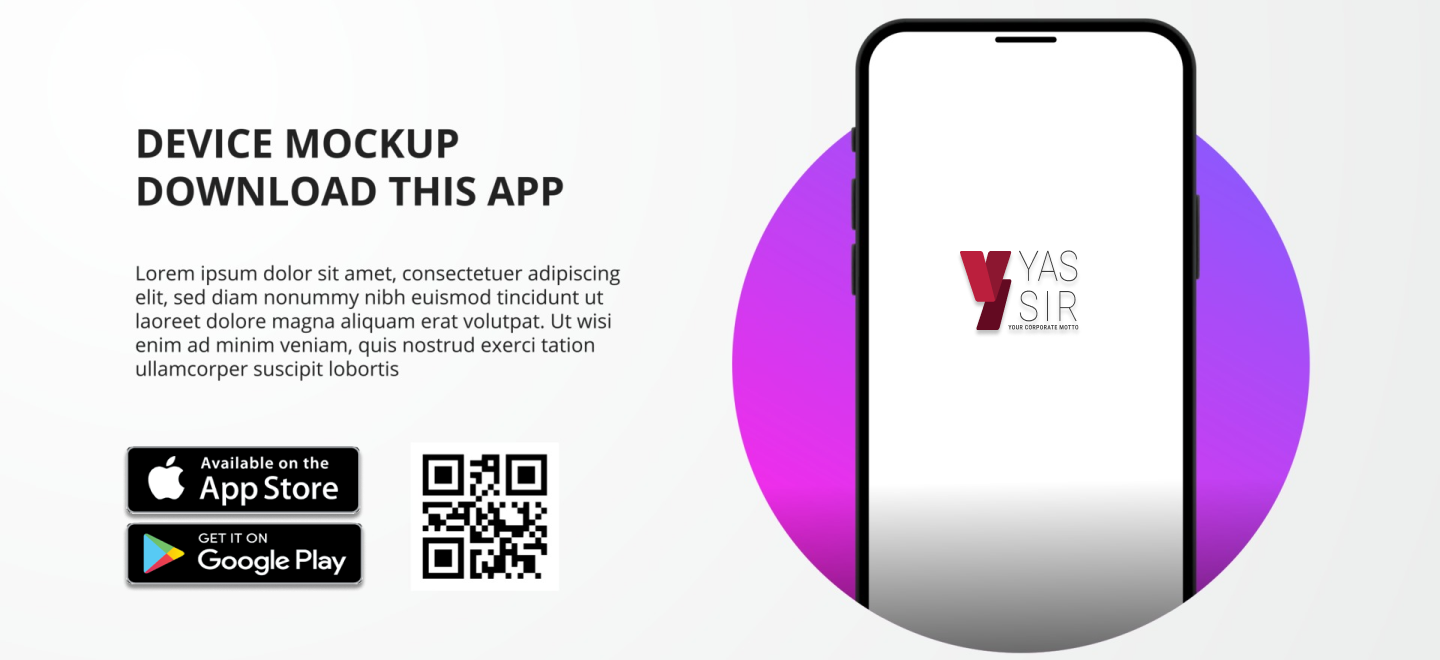 DEVICE MOCKUP
DOWNLOAD THIS APP
Lorem ipsum dolor sit amet, consectetuer adipiscing
elit, sed diam nonummy nibh euismod tincidunt ut
laoreet dolore magna aliquam erat volutpat. Ut wisi
enim ad minim veniam, quis nostrud exerci tation
ullamcorper suscipit lobortis
Available on the
App Store
GET IT ON
Google Play
YAS
SIR
YOUR CORPORATE MOTTO